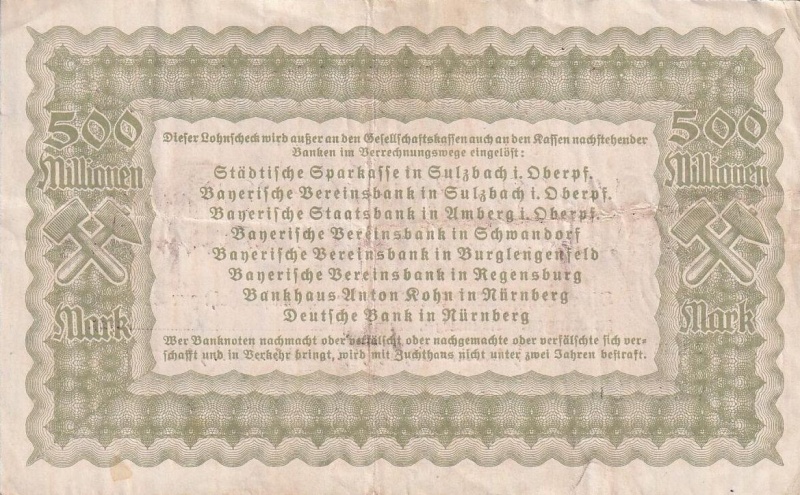 500
Millionen
Mark
Dieser Lohnscheck wird außer an den Gesellschaftskassen auch an den Kassen nachstehender
Banken im Verrechnungswege eingelöst:
Städtische Sparkasse in Sulzbach i. Oberpf.
Bayerische Vereinsbank in Sulzbach i. Oberpf.
Bayerische Staatsbank in Amberg i. Oberpf.
Bayerische Vereinsbank in Schwandorf
Bayerische Vereinsbank in Burglengenfeld
Bayerische Vereinsbank in Regensburg
Bankhaus Anton Kohn in Nürnberg
Deutsche Bank in Nürnberg
Wer Banknoten nachmacht oder verfälscht oder nachgemachte oder verfälschte sich ver-
schafft und in Verkehr bringt, wird mit Zuchthaus nicht unter zwei Jahren bestraft.
500
Millionen
Mark